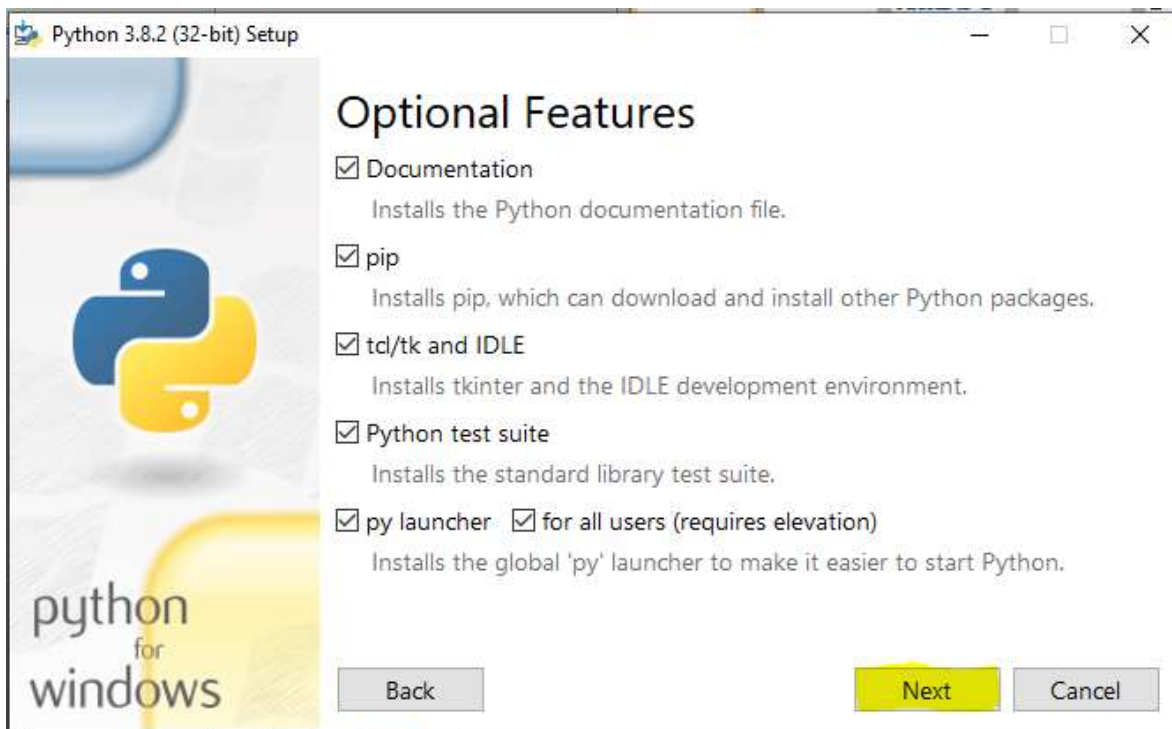 Python 3.8.2 (32-bit) Setup
Optional Features
Documentation
Installs the Python documentation file.
pip
Installs pip, which can download and install other Python packages.
tcl/tk and IDLE
Installs tkinter and the IDLE development environment.
Python test suite
Installs the standard library test suite.
py launcher for all users (requires elevation)
Installs the global 'py' launcher to make it easier to start Python.
python
for
windows
Back Next Cancel